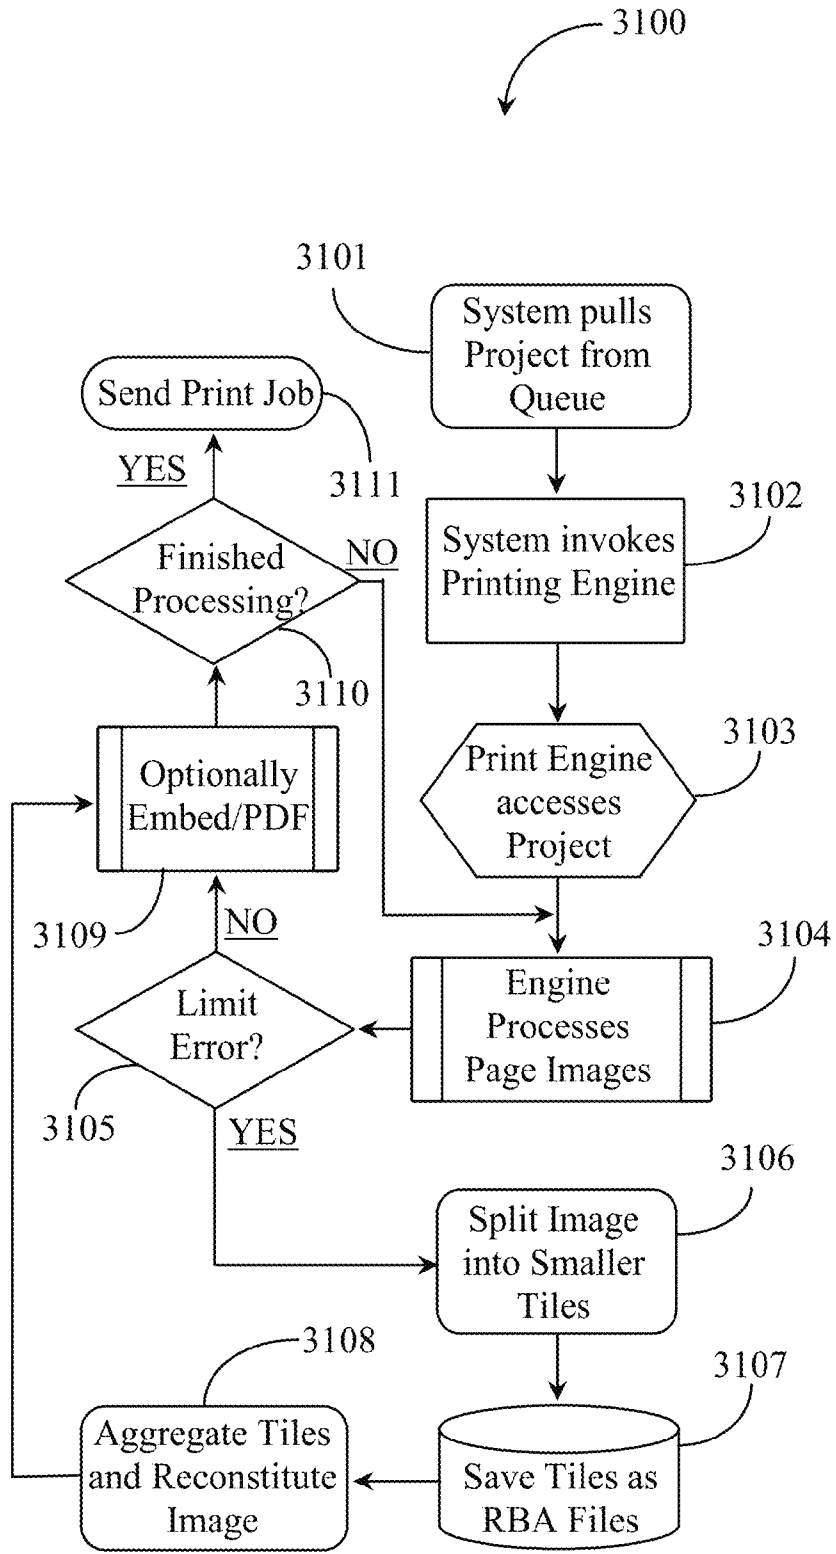 3100
3101
System pulls
Project from
Queue
Send Print Job
3111
YES
3102
System invokes
Printing Engine
Finished
Processing?
NO
3110
3103
Print Engine
accesses
Project
Optionally
Embed/PDF
3109
NO
3104
Engine
Processes
Page Images
Limit
Error?
3105
YES
3106
Split Image
into Smaller
Tiles
3107
Save Tiles as
RBA Files
3108
Aggregate Tiles
and Reconstitute
Image